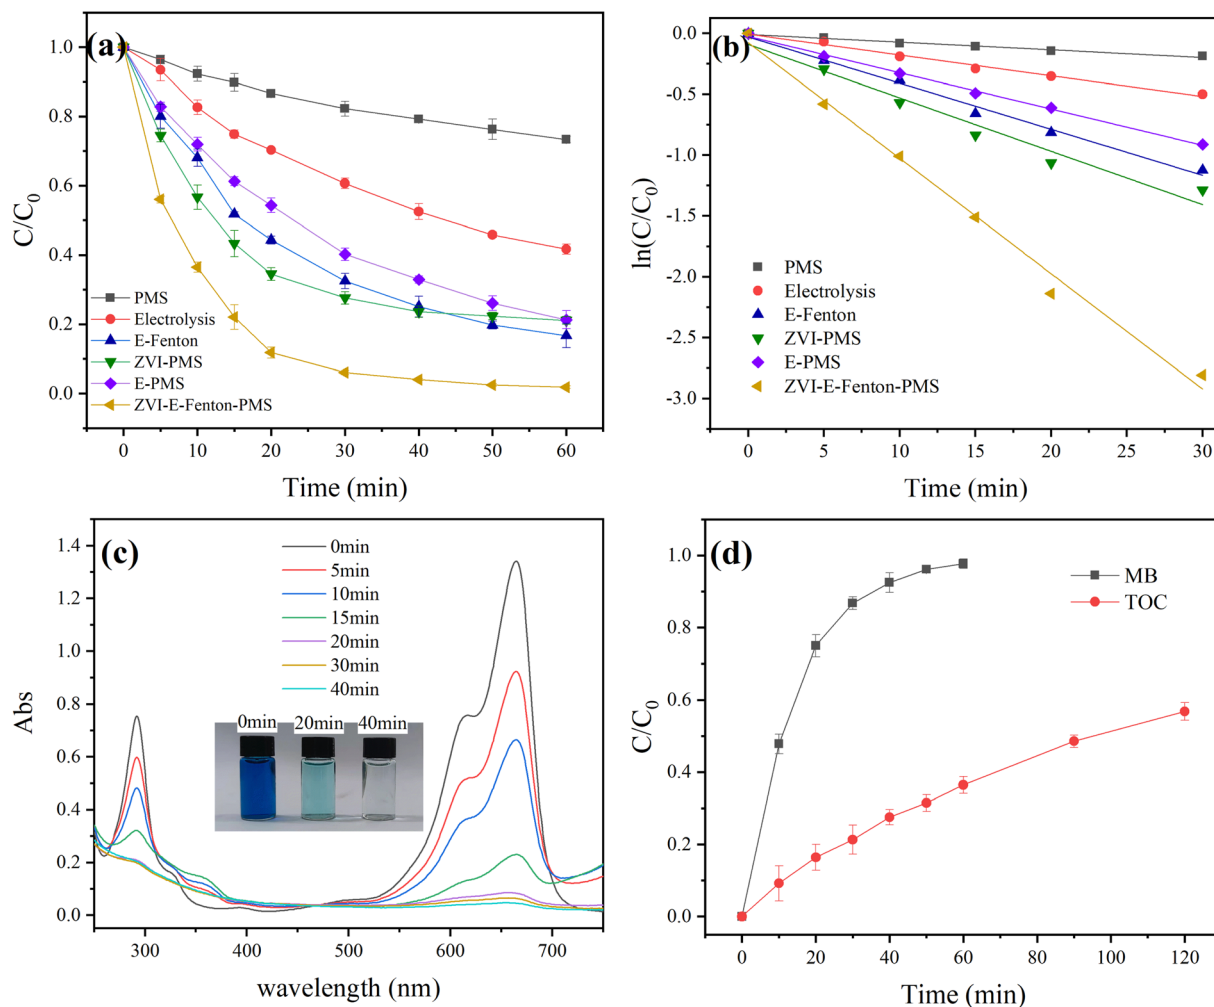 (a)
1.0
0.8
0.6
0.4
0.2
0.0
C/C0
PMS
Electrolysis
E-Fenton
ZVI-PMS
E-PMS
ZVI-E-Fenton-PMS
0 10 20 30 40 50 60
Time (min)
(b)
0.0
-0.5
-1.0
-1.5
-2.0
-2.5
-3.0
ln(C/C0)
PMS
Electrolysis
E-Fenton
ZVI-PMS
E-PMS
ZVI-E-Fenton-PMS
0 5 10 15 20 25 30
Time (min)
(c)
1.4
1.2
1.0
0.8
0.6
0.4
0.2
0.0
Abs
0min
5min
10min
15min
20min
30min
40min
0min 20min 40min
300 400 500 600 700
wavelength (nm)
(d)
1.0
0.8
0.6
0.4
0.2
0.0
C/C0
MB
TOC
0 20 40 60 80 100 120
Time (min)